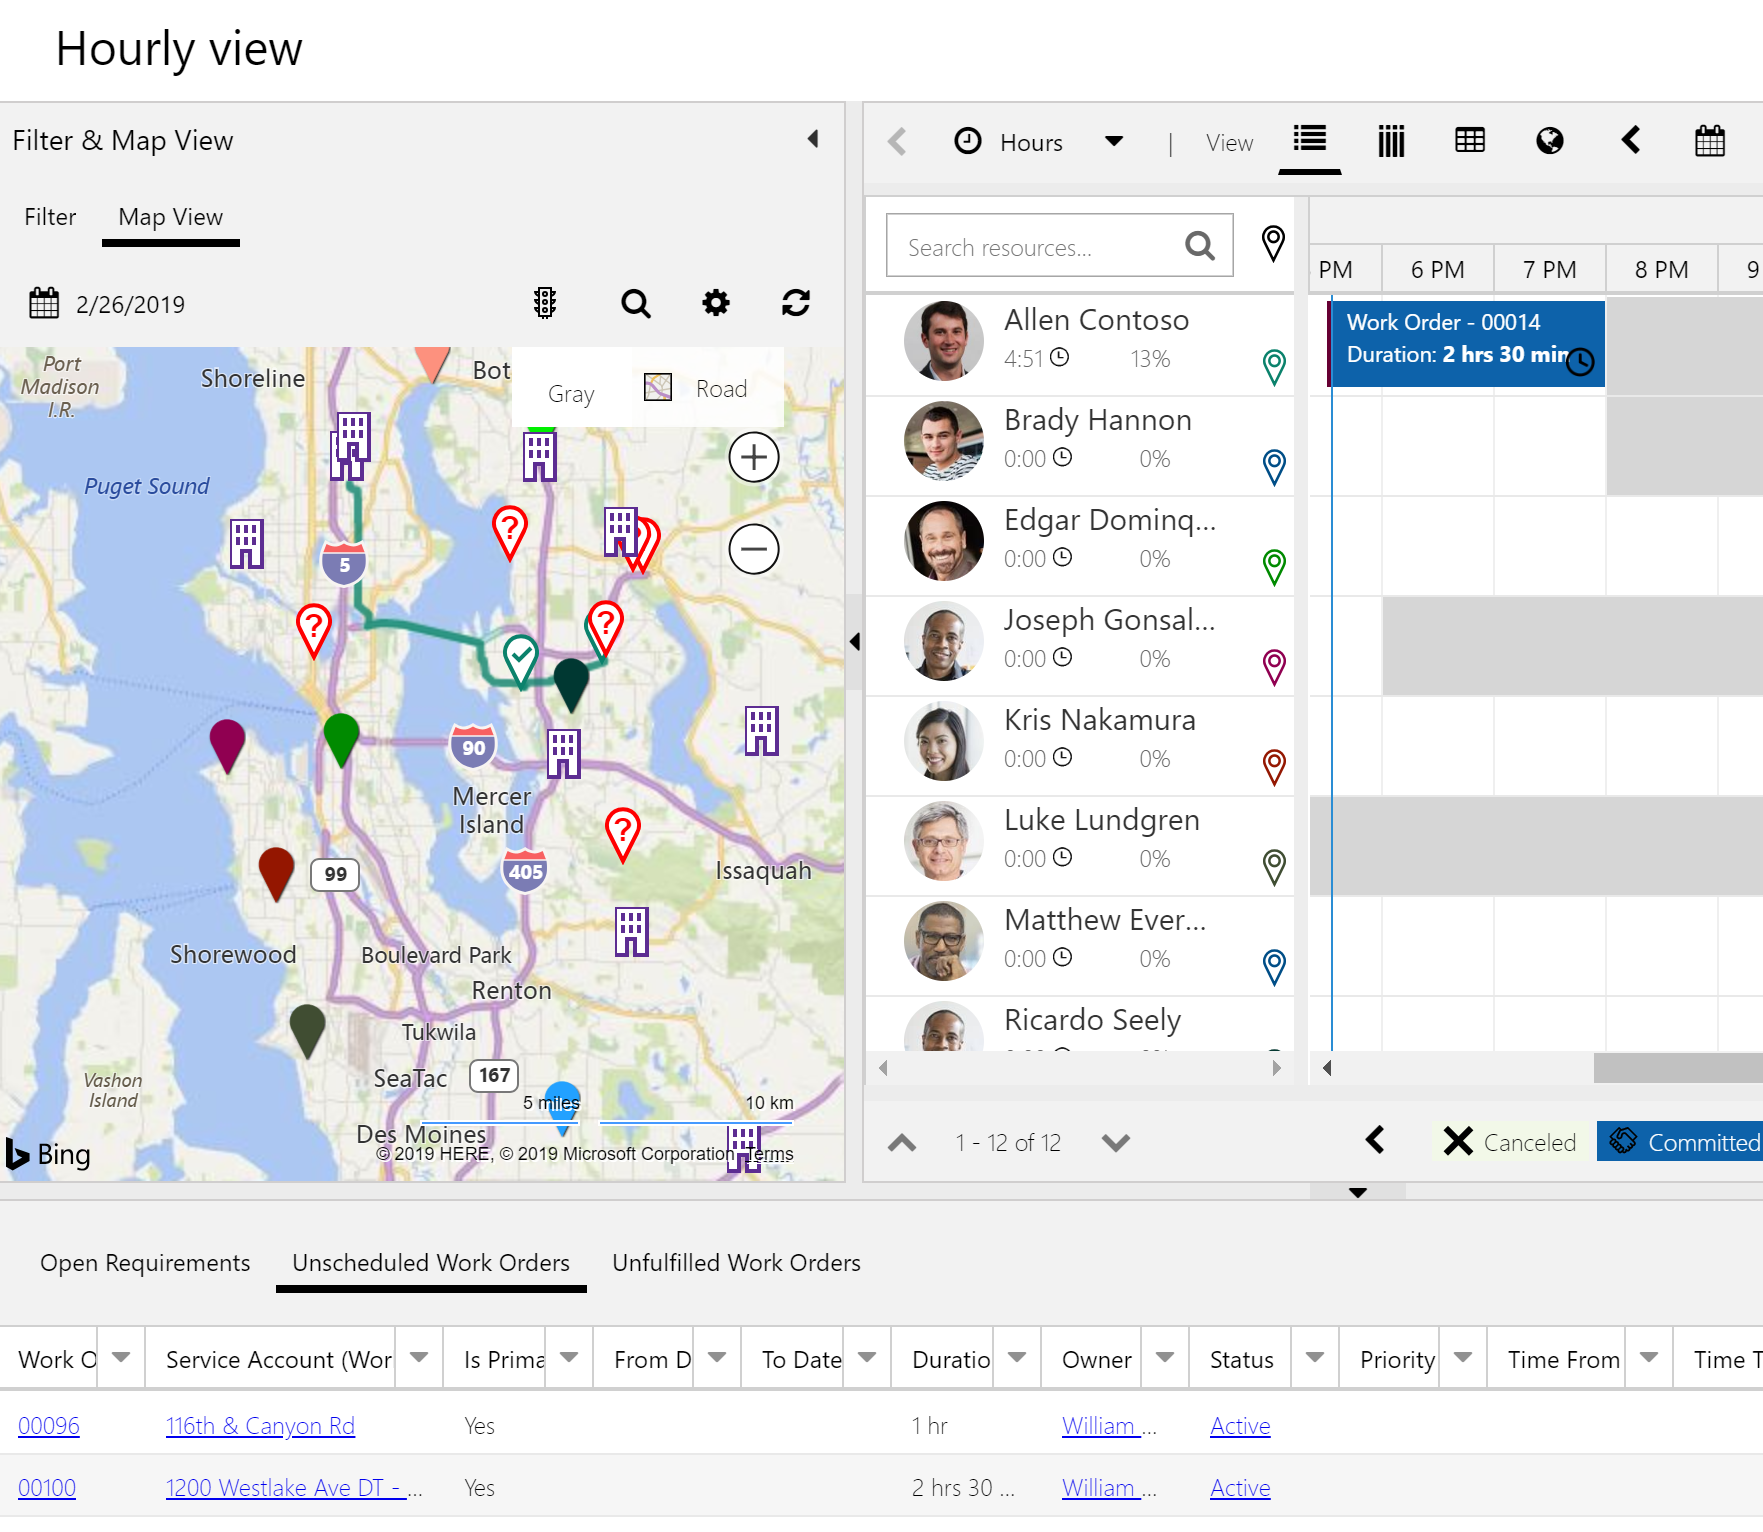 Hourly view
Filter & Map View
Filter
Map View
2/26/2019
Gray
Road
Port
Madison
I.R.
Shoreline
Bot
Puget Sound
5
90
Mercer
Island
405
99
Issaquah
Shorewood
Boulevard Park
Renton
Tukwila
SeaTac
167
Vashon
Island
Des Moines
5 miles
10 km
Bing
© 2019 HERE, © 2019 Microsoft Corporation Terms
Hours
|
View
Search resources...
PM
6 PM
7 PM
8 PM
9
Allen Contoso
4:51
13%
Work Order - 00014
Duration: 2 hrs 30 min
Brady Hannon
0:00
0%
Edgar Dominq...
0:00
0%
Joseph Gonsal...
0:00
0%
Kris Nakamura
0:00
0%
Luke Lundgren
0:00
0%
Matthew Ever...
0:00
0%
Ricardo Seely
1 - 12 of 12
Canceled
Committed
Open Requirements
Unscheduled Work Orders
Unfulfilled Work Orders
Work O
Service Account (Wor
Is Prima
From D
To Date
Duratio
Owner
Status
Priority
Time From
Time T
00096
116th & Canyon Rd
Yes
1 hr
William ...
Active
00100
1200 Westlake Ave DT - ...
Yes
2 hrs 30 ...
William ...
Active